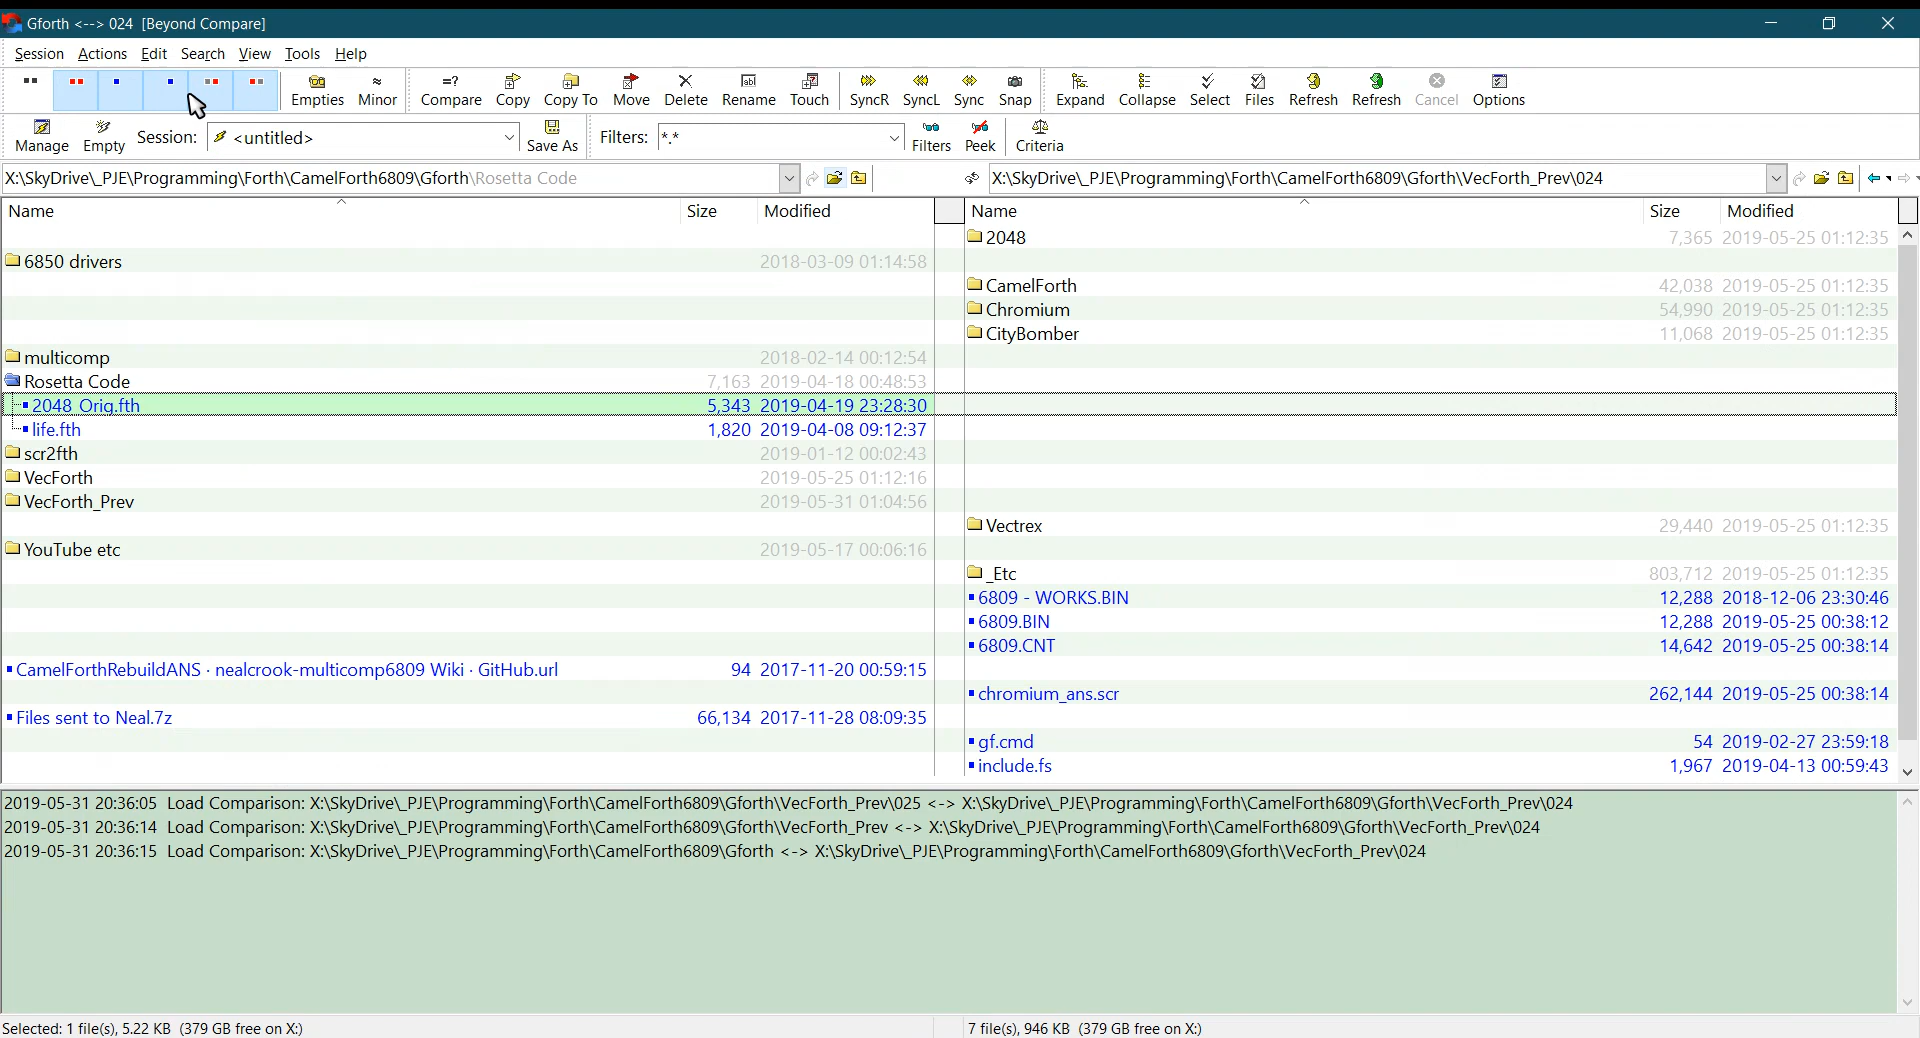 Gforth <--> 024 [Beyond Compare]
Session Actions Edit Search View Tools Help
Empties Minor Compare Copy Copy To Move Delete Rename Touch SyncR SyncL Sync Snap Expand Collapse Select Files Refresh Refresh Cancel Options
Manage Empty Session: <untitled> Save As Filters: *.* Filters Peek Criteria
X:\SkyDrive\_PJE\Programming\Forth\CamelForth6809\Gforth\Rosetta Code X:\SkyDrive\_PJE\Programming\Forth\CamelForth6809\Gforth\VecForth_Prev\024
Name Size Modified Name Size Modified
2048 7,365 2019-05-25 01:12:35
6850 drivers 2018-03-09 01:14:58
CamelForth 42,038 2019-05-25 01:12:35
Chromium 54,990 2019-05-25 01:12:35
CityBomber 11,068 2019-05-25 01:12:35
multicomp 2018-02-14 00:12:54
Rosetta Code 7,163 2019-04-18 00:48:53
2048 Orig.fth 5,343 2019-04-19 23:28:30
life.fth 1,820 2019-04-08 09:12:37
scr2fth 2019-01-12 00:02:43
VecForth 2019-05-25 01:12:16
VecForth_Prev 2019-05-31 01:04:56
Vectrex 29,440 2019-05-25 01:12:35
YouTube etc 2019-05-17 00:06:16
_Etc 803,712 2019-05-25 01:12:35
6809 - WORKS.BIN 12,288 2018-12-06 23:30:46
6809.BIN 12,288 2019-05-25 00:38:12
6809.CNT 14,642 2019-05-25 00:38:14
CamelForthRebuildANS · nealcrook-multicomp6809 Wiki · GitHub.url 94 2017-11-20 00:59:15
chromium_ans.scr 262,144 2019-05-25 00:38:14
Files sent to Neal.7z 66,134 2017-11-28 08:09:35
gf.cmd 54 2019-02-27 23:59:18
include.fs 1,967 2019-04-13 00:59:43
2019-05-31 20:36:05 Load Comparison: X:\SkyDrive\_PJE\Programming\Forth\CamelForth6809\Gforth\VecForth_Prev\025 <-> X:\SkyDrive\_PJE\Programming\Forth\CamelForth6809\Gforth\VecForth_Prev\024
2019-05-31 20:36:14 Load Comparison: X:\SkyDrive\_PJE\Programming\Forth\CamelForth6809\Gforth\VecForth_Prev <-> X:\SkyDrive\_PJE\Programming\Forth\CamelForth6809\Gforth\VecForth_Prev\024
2019-05-31 20:36:15 Load Comparison: X:\SkyDrive\_PJE\Programming\Forth\CamelForth6809\Gforth <-> X:\SkyDrive\_PJE\Programming\Forth\CamelForth6809\Gforth\VecForth_Prev\024
Selected: 1 file(s), 5.22 KB (379 GB free on X:) 7 file(s), 946 KB (379 GB free on X:)